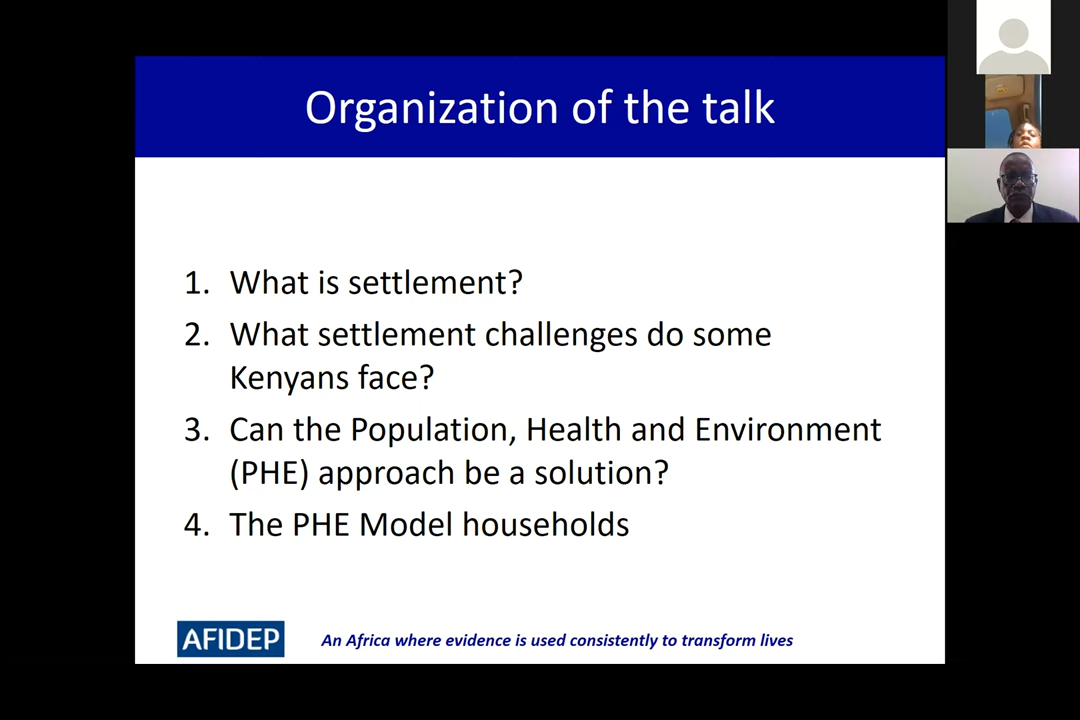 Organization of the talk
1. What is settlement?
2. What settlement challenges do some
Kenyans face?
3. Can the Population, Health and Environment
(PHE) approach be a solution?
4. The PHE Model households
AFIDEP
An Africa where evidence is used consistently to transform lives